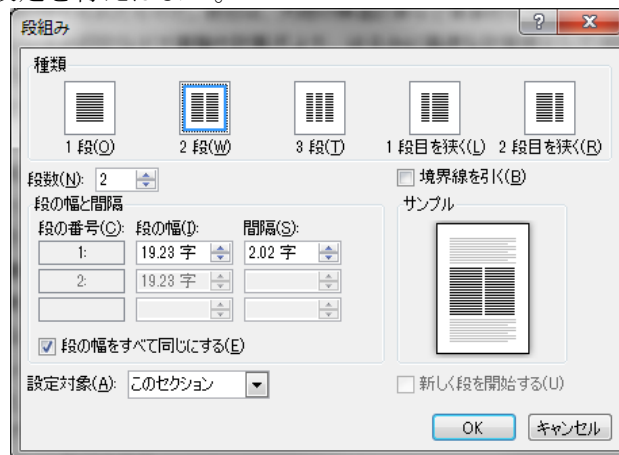 段組み
種類
1 段(O) 2 段(W) 3 段(T) 1 段目を狭く(L) 2 段目を狭く(R)
段数(N): 2 境界線を引く(B)
段の幅と間隔 サンプル
段の番号(C): 段の幅(I): 間隔(S):
1: 19.23 字 2.02 字
2: 19.23 字
段の幅をすべて同じにする(E)
設定対象(A): このセクション 新しく段を開始する(U)
OK キャンセル